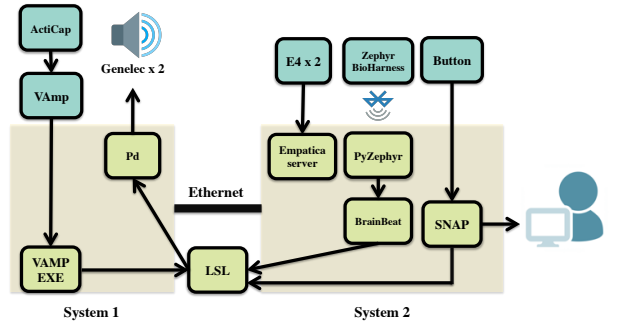 ActiCap
VAmp
Genelec x 2
E4 x 2
Zephyr
BioHarness
Button
Pd
Empatica
server
PyZephyr
Ethernet
BrainBeat
SNAP
VAMP
EXE
LSL
System 1
System 2